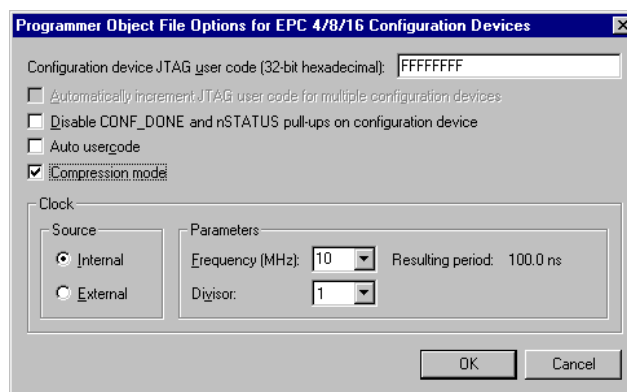 Programmer Object File Options for EPC 4/8/16 Configuration Devices
Configuration device JTAG user code (32-bit hexadecimal): FFFFFFFF
Automatically increment JTAG user code for multiple configuration devices
Disable CONF_DONE and nSTATUS pull-ups on configuration device
Auto usercode
Compression mode
Clock
Source
Parameters
Internal
Frequency (MHz): 10 Resulting period: 100.0 ns
External
Divisor: 1
OK Cancel